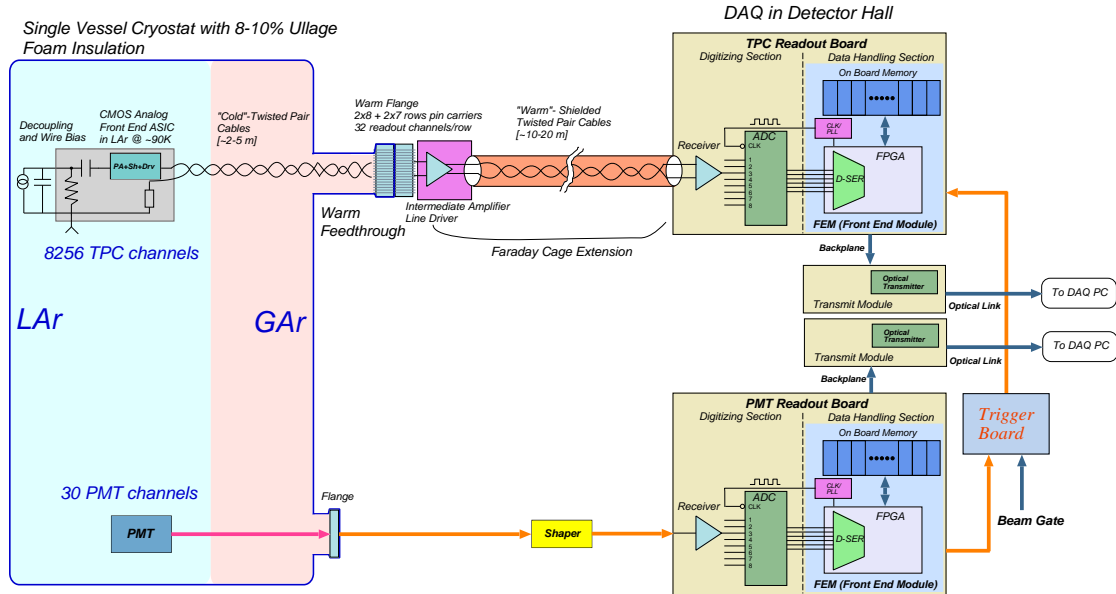 Single Vessel Cryostat with 8-10% Ullage
Foam Insulation
DAQ in Detector Hall
Decoupling
and Wire Bias
CMOS Analog
Front End ASIC
in LAr @ ~90K
PA+Sh+Drv
"Cold"-Twisted Pair
Cables
[~2-5 m]
8256 TPC channels
LAr
GAr
Warm Flange
2x8 + 2x7 rows pin carriers
32 readout channels/row
Intermediate Amplifier
Line Driver
Warm
Feedthrough
"Warm"- Shielded
Twisted Pair Cables
[~10-20 m]
Faraday Cage Extension
TPC Readout Board
Digitizing Section
Data Handling Section
On Board Memory
Receiver
ADC
CLK
1
2
3
4
5
6
7
8
CLK/
PLL
FPGA
D-SER
FEM (Front End Module)
Backplane
Optical
Transmitter
Transmit Module
Optical Link
To DAQ PC
Optical
Transmitter
Transmit Module
Optical Link
To DAQ PC
Backplane
PMT Readout Board
Digitizing Section
Data Handling Section
On Board Memory
Receiver
ADC
CLK
1
2
3
4
5
6
7
8
CLK/
PLL
FPGA
D-SER
FEM (Front End Module)
Trigger
Board
Beam Gate
30 PMT channels
PMT
Flange
Shaper